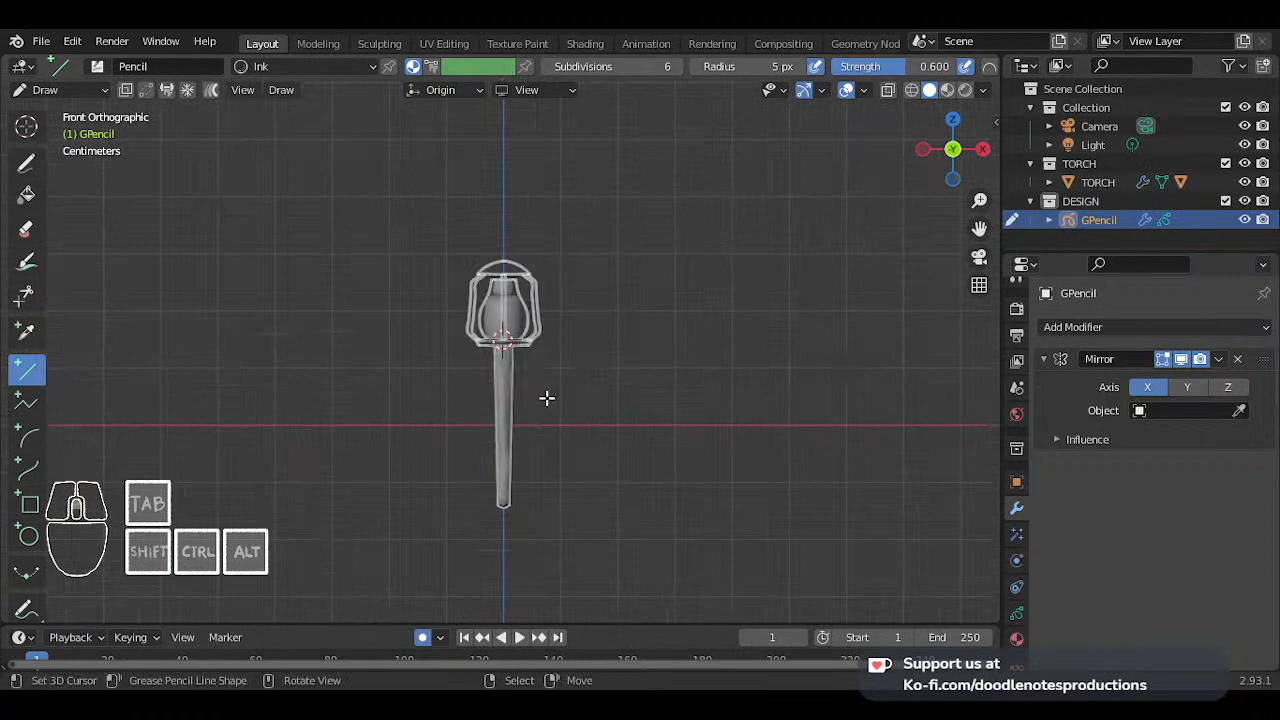 File Edit Render Window Help Layout Modeling Sculpting UV Editing Texture Paint Shading Animation Rendering Compositing Geometry Nod Scene View Layer
Pencil Ink Subdivisions 6 Radius 5 px Strength 0.600
Draw View Draw Origin View
Front Orthographic
(1) GPencil
Centimeters
Z
X
-Y
Scene Collection
Collection
Camera
Light
TORCH
TORCH
DESIGN
GPencil
GPencil
Add Modifier
Mirror
Axis X Y Z
Object
Influence
TAB
SHIFT CTRL ALT
Playback Keying View Marker 1 Start 1 End 250
1
Set 3D Cursor Grease Pencil Line Shape Rotate View Select Move 2.93.1
Support us at
Ko-fi.com/doodlenotesproductions